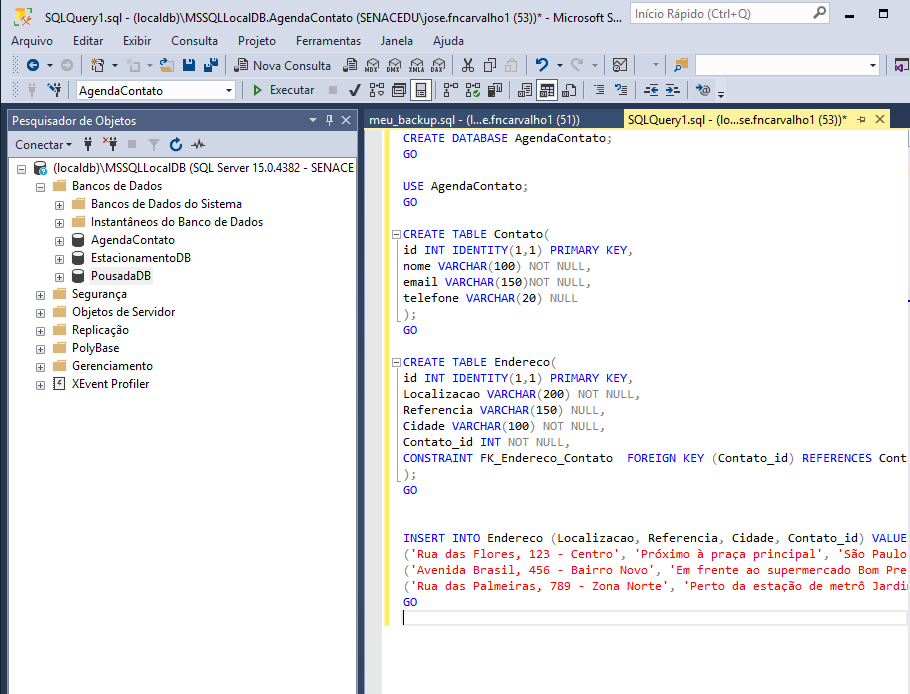 SQLQuery1.sql - (localdb)\MSSQLLocalDB.AgendaContato (SENACEDU\jose.fncarvalho1 (53))* - Microsoft S...
Início Rápido (Ctrl+Q)
Arquivo Editar Exibir Consulta Projeto Ferramentas Janela Ajuda
Nova Consulta MDX DMX XMLA DAX
AgendaContato Executar
Pesquisador de Objetos
meu_backup.sql - (l...e.fncarvalho1 (51))
SQLQuery1.sql - (lo...se.fncarvalho1 (53))*
Conectar
(localdb)\MSSQLLocalDB (SQL Server 15.0.4382 - SENACE
Bancos de Dados
Bancos de Dados do Sistema
Instantâneos do Banco de Dados
AgendaContato
EstacionamentoDB
PousadaDB
Segurança
Objetos de Servidor
Replicação
PolyBase
Gerenciamento
XEvent Profiler
CREATE DATABASE AgendaContato;
GO
USE AgendaContato;
GO
CREATE TABLE Contato(
id INT IDENTITY(1,1) PRIMARY KEY,
nome VARCHAR(100) NOT NULL,
email VARCHAR(150)NOT NULL,
telefone VARCHAR(20) NULL
);
GO
CREATE TABLE Endereco(
id INT IDENTITY(1,1) PRIMARY KEY,
Localizacao VARCHAR(200) NOT NULL,
Referencia VARCHAR(150) NULL,
Cidade VARCHAR(100) NOT NULL,
Contato_id INT NOT NULL,
CONSTRAINT FK_Endereco_Contato  FOREIGN KEY (Contato_id) REFERENCES Cont
);
GO
INSERT INTO Endereco (Localizacao, Referencia, Cidade, Contato_id) VALUE
('Rua das Flores, 123 - Centro', 'Próximo à praça principal', 'São Paulo
('Avenida Brasil, 456 - Bairro Novo', 'Em frente ao supermercado Bom Pre
('Rua das Palmeiras, 789 - Zona Norte', 'Perto da estação de metrô Jardi
GO